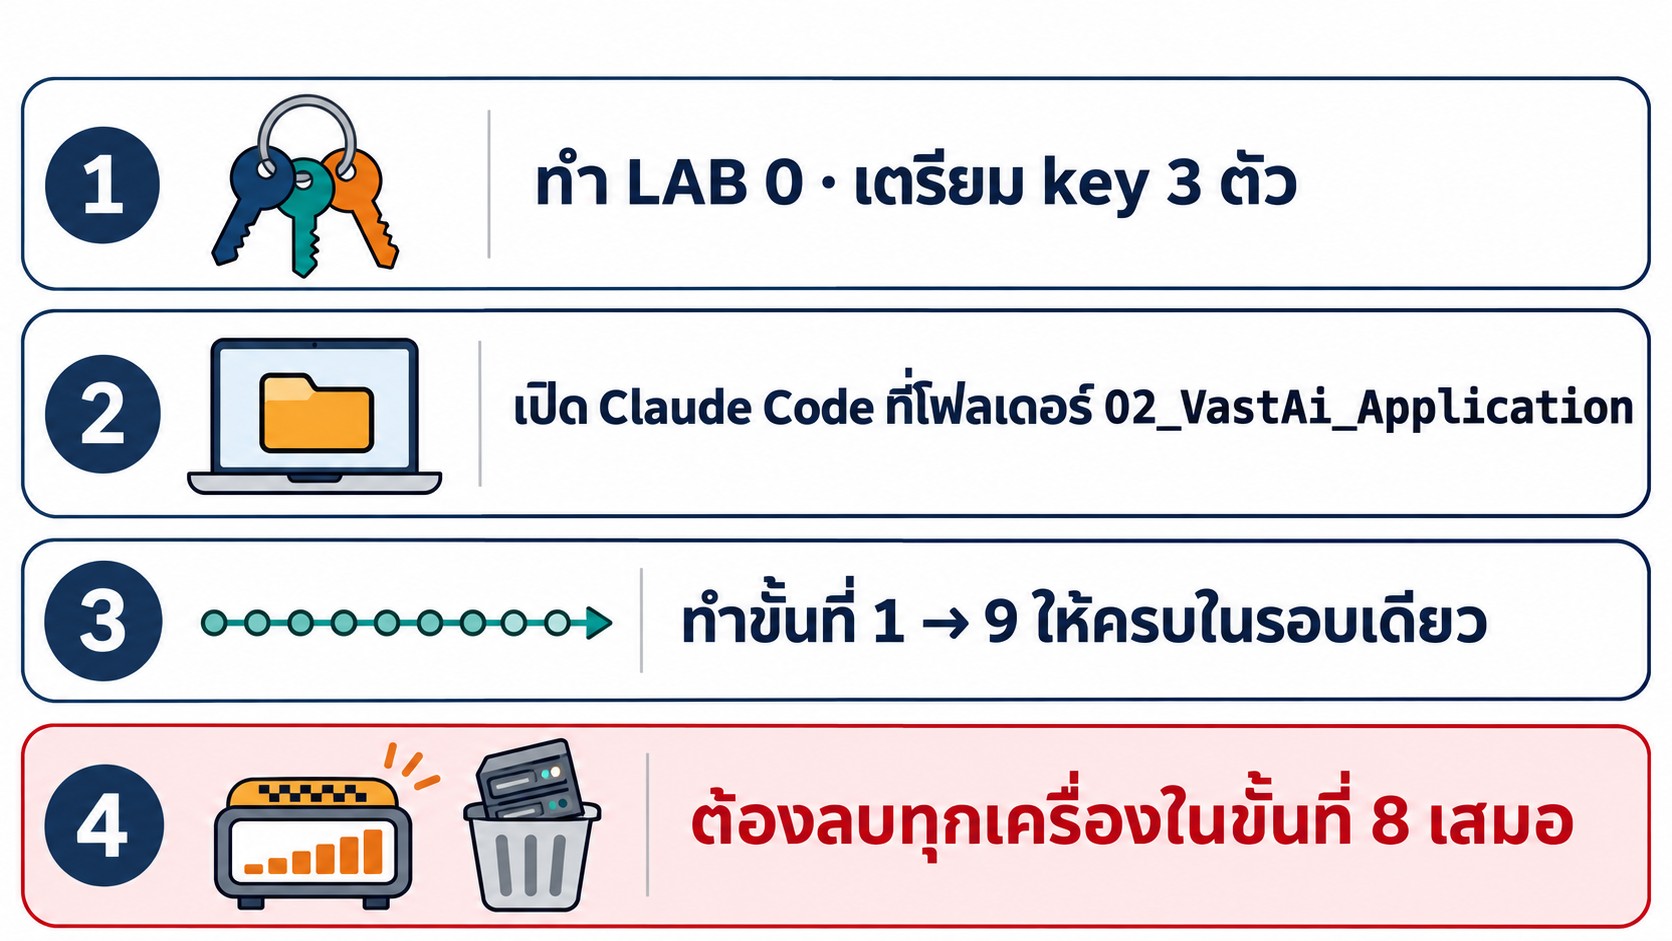 1
ทำ LAB 0 · เตรียม key 3 ตัว
2
เปิด Claude Code ที่โฟลเดอร์ 02_VastAi_Application
3
ทำขั้นที่ 1 → 9 ให้ครบในรอบเดียว
4
ต้องลบทุกเครื่องในขั้นที่ 8 เสมอ